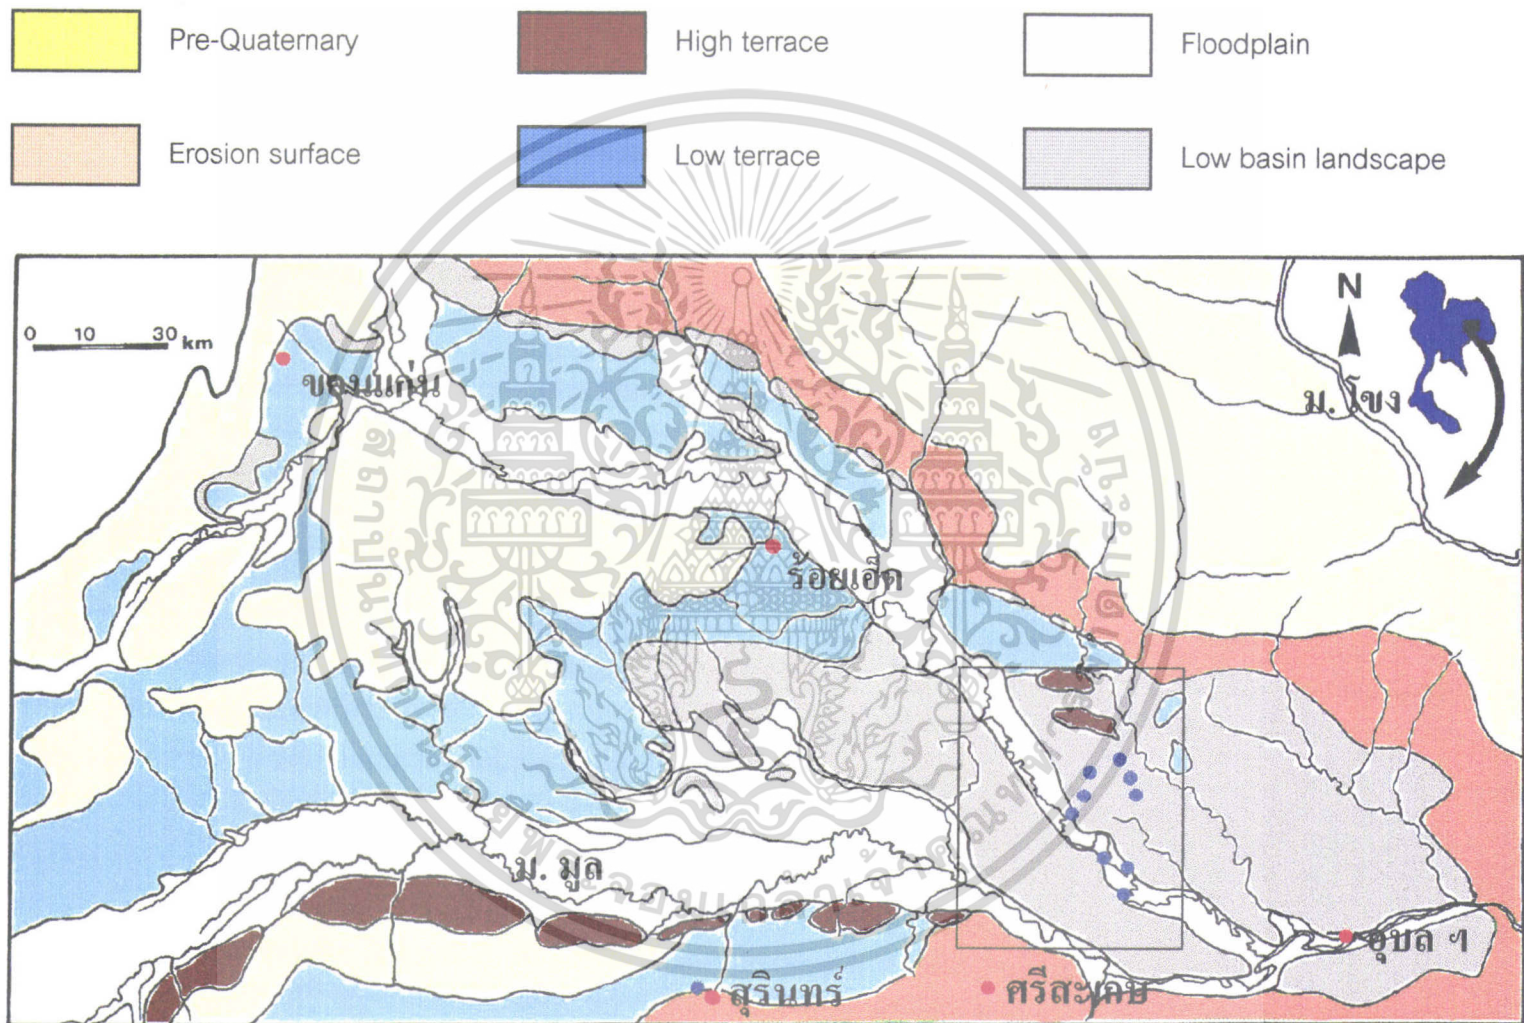 Pre-Quaternary
High terrace
Floodplain
Erosion surface
Low terrace
Low basin landscape
0 10 30 km
N
ขอนแก่น
ม. โขง
ร้อยเอ็ด
ม. มูล
สุรินทร์
ศรีสะเกษ
อุบล ฯ